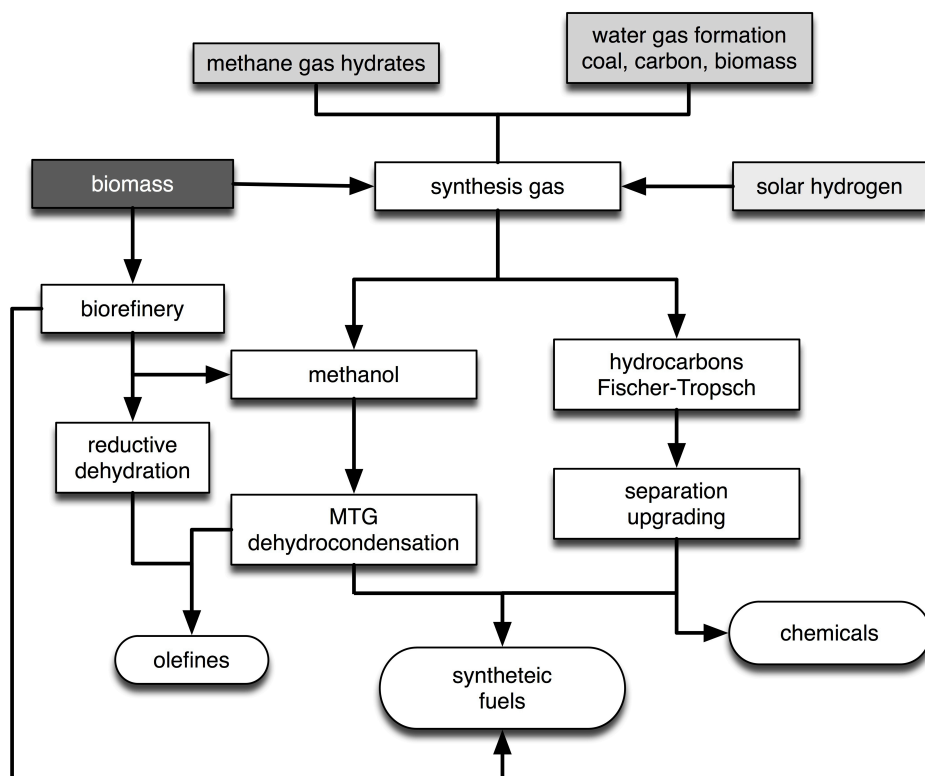 methane gas hydrates
water gas formation
coal, carbon, biomass
biomass
synthesis gas
solar hydrogen
biorefinery
methanol
hydrocarbons
Fischer-Tropsch
reductive
dehydration
MTG
dehydrocondensation
separation
upgrading
olefines
syntheteic
fuels
chemicals